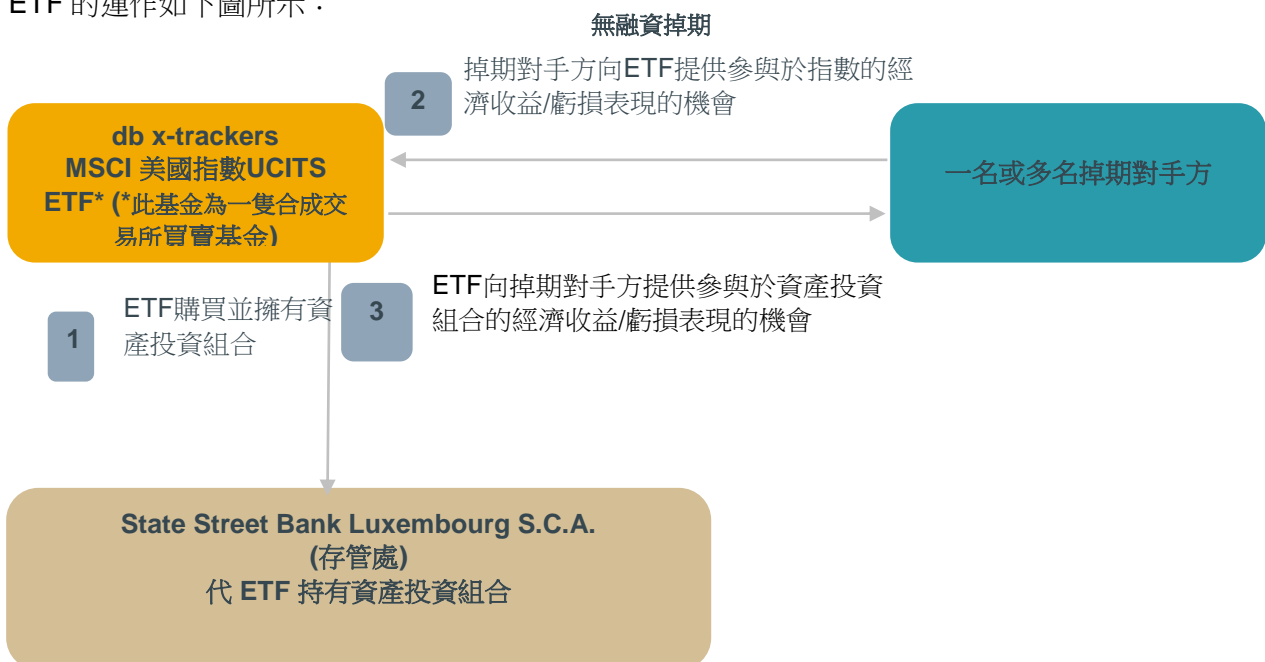 ETF 的運作如下圖所示：
無融資掉期
2
掉期對手方向ETF提供參與於指數的經
濟收益/虧損表現的機會
db x-trackers
MSCI 美國指數UCITS
ETF* (*此基金為一隻合成交
易所買賣基金)
一名或多名掉期對手方
1
ETF購買並擁有資
產投資組合
3
ETF向掉期對手方提供參與於資產投資
組合的經濟收益/虧損表現的機會
State Street Bank Luxembourg S.C.A.
(存管處)
代 ETF 持有資產投資組合